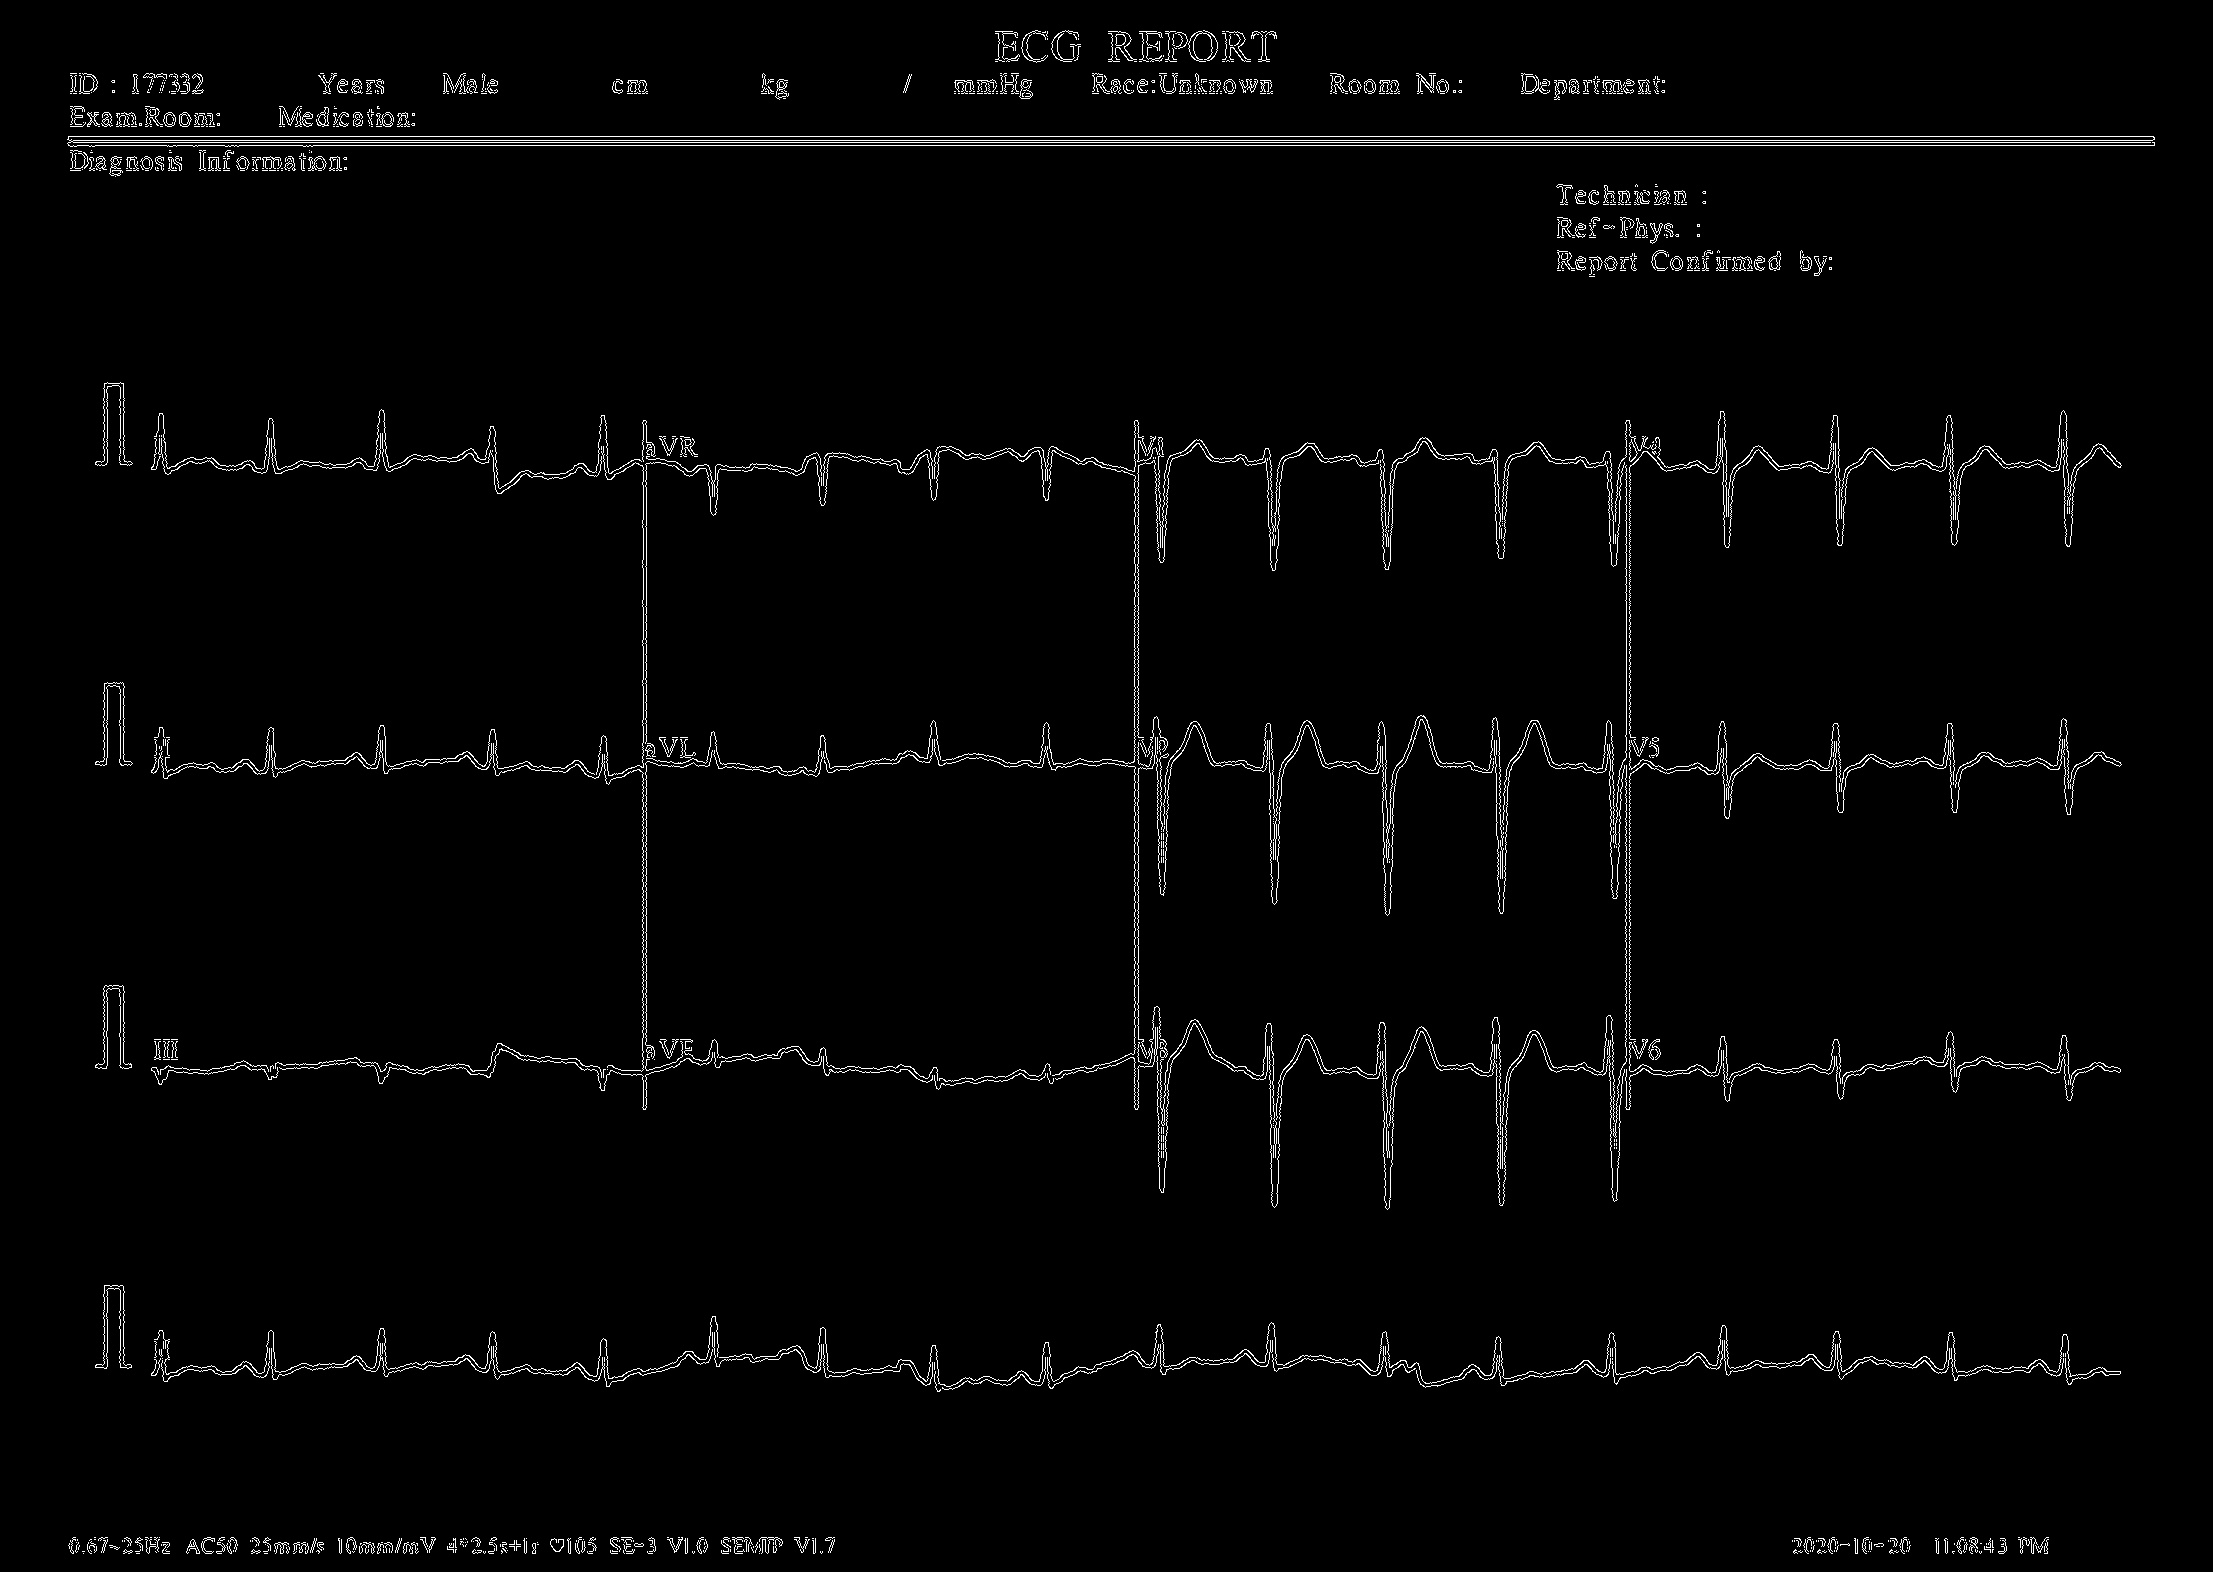 ECG REPORT
ID : 177332 Years Male cm kg / mmHg Race:Unknown Room No.: Department:
Exam.Room: Medication:
Diagnosis Information:
Technician :
Ref-Phys. :
Report Confirmed by:
I aVR V1 V4
II aVL V2 V5
III aVF V3 V6
II
0.67~25Hz AC50 25mm/s 10mm/mV 4*2.5s+1r ♡105 SE-3 V1.0 SEMIP V1.7 2020-10-20 11:08:43 PM